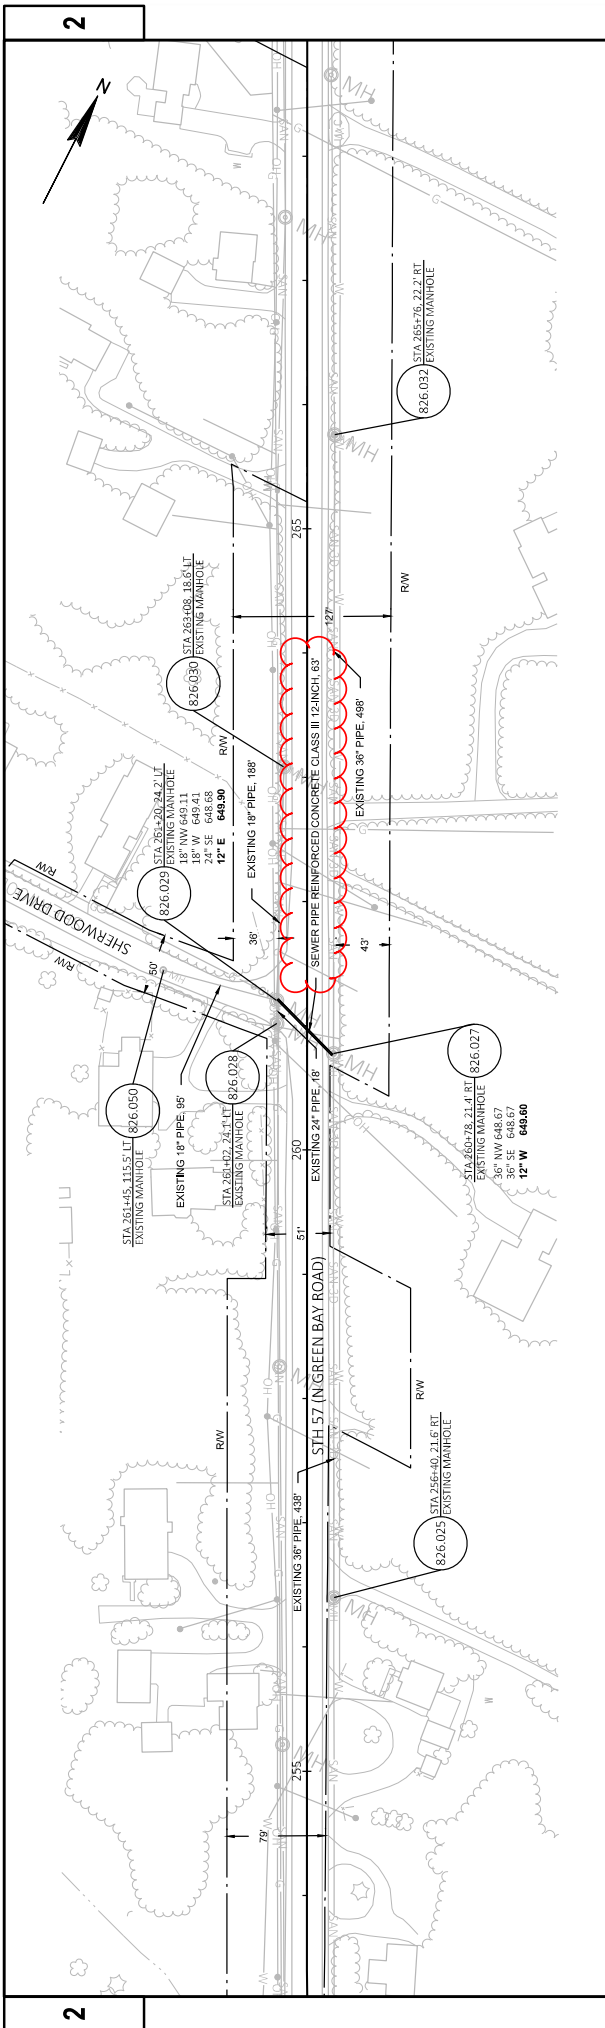 2
N
MH
MH
STA 265+76, 22.2' RT
EXISTING MANHOLE
826.032
MH
265
R/W
127'
STA 263+08, 18.6' LT
EXISTING MANHOLE
826.030
R/W
SEWER PIPE REINFORCED CONCRETE CLASS III 12-INCH, 63'
EXISTING 36" PIPE, 498'
EXISTING 18" PIPE, 188'
STA 261+20, 24.2' LT
EXISTING MANHOLE
18" NW 649.11
18" W 649.41
24" SE 648.68
12" E 649.90
826.029
R/W
SHERWOOD DRIVE
R/W
50'
36'
43'
MH
826.050
STA 261+45, 115.5' LT
EXISTING MANHOLE
EXISTING 18" PIPE, 95'
826.028
STA 261+02, 24.1' LT
EXISTING MANHOLE
EXISTING 24" PIPE, 18'
MH
826.027
STA 260+78, 21.4' RT
EXISTING MANHOLE
36" NW 648.67
36" SE 648.67
12" W 649.60
260
51'
STH 57 (N GREEN BAY ROAD)
R/W
R/W
EXISTING 36" PIPE, 438'
STA 256+40, 21.6' RT
EXISTING MANHOLE
826.025
MH
MH
255
79'
2